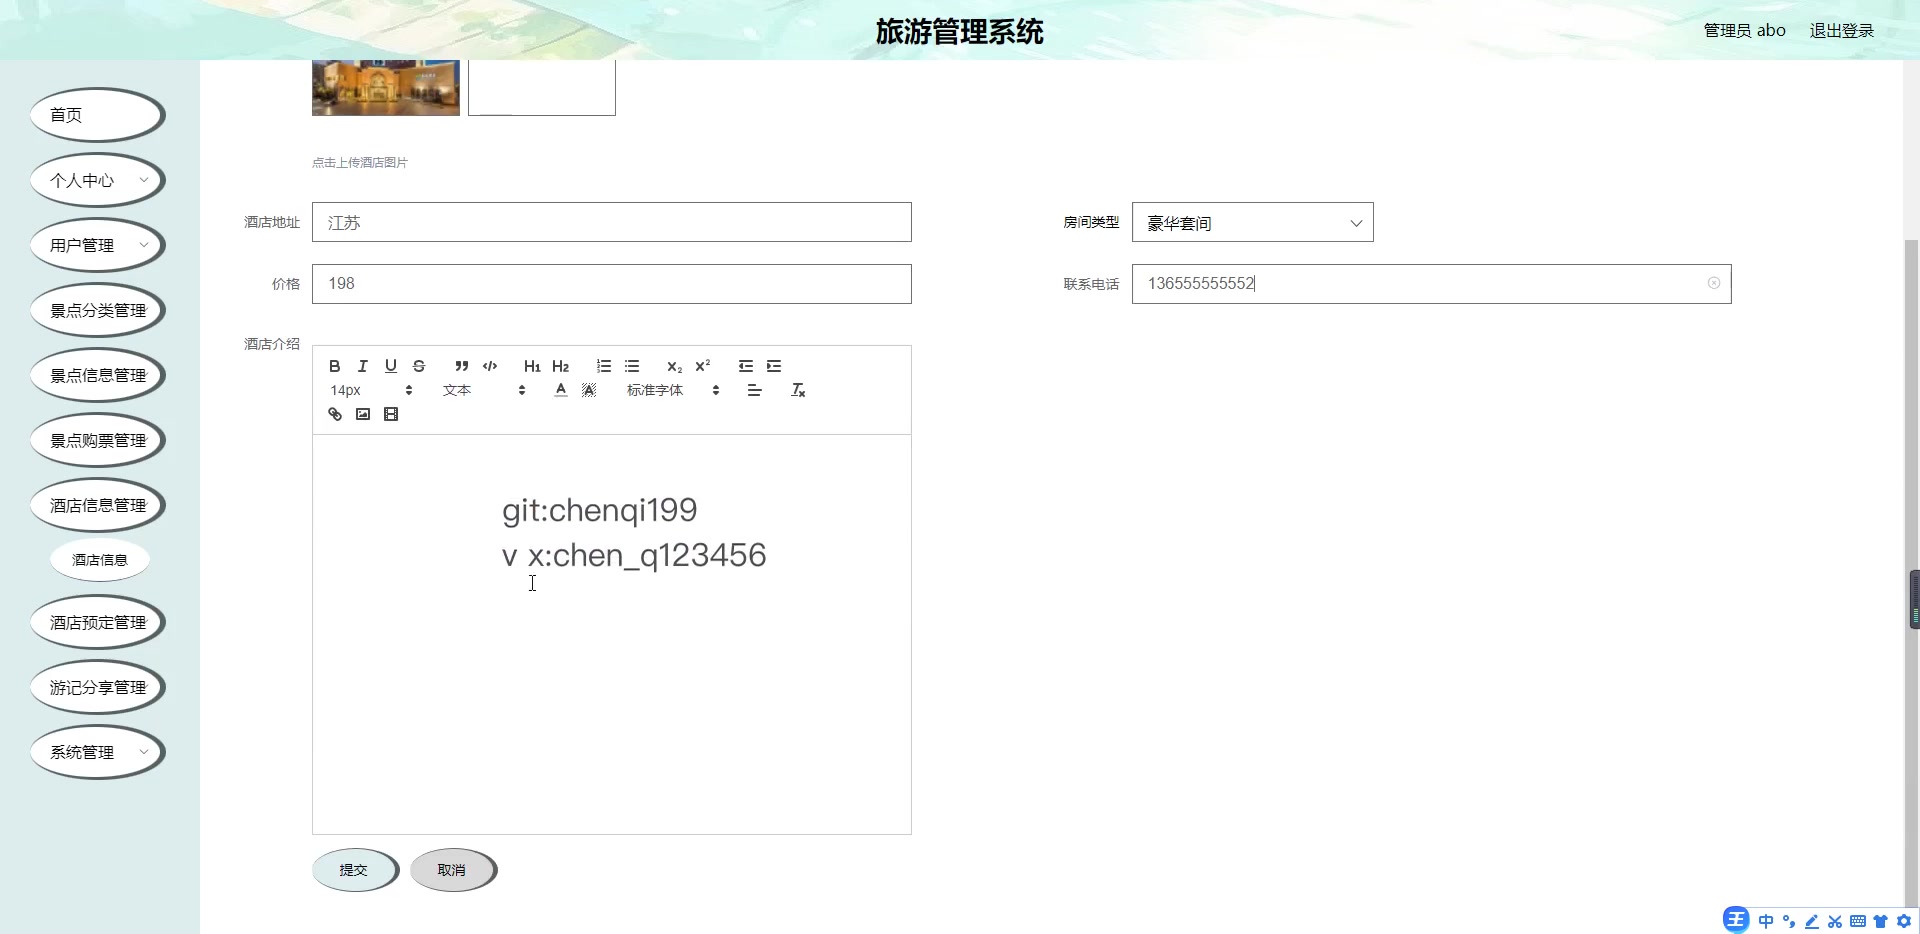 旅游管理系统
管理员 abo
退出登录
首页
个人中心
用户管理
景点分类管理
景点信息管理
景点购票管理
酒店信息管理
酒店信息
酒店预定管理
游记分享管理
系统管理
点击上传酒店图片
酒店地址
江苏
房间类型
豪华套间
价格
198
联系电话
136555555552
酒店介绍
B I U S H1 H2 X2 X2
14px
文本
A A
标准字体
git:chenqi199
v x:chen_q123456
提交
取消
王 中